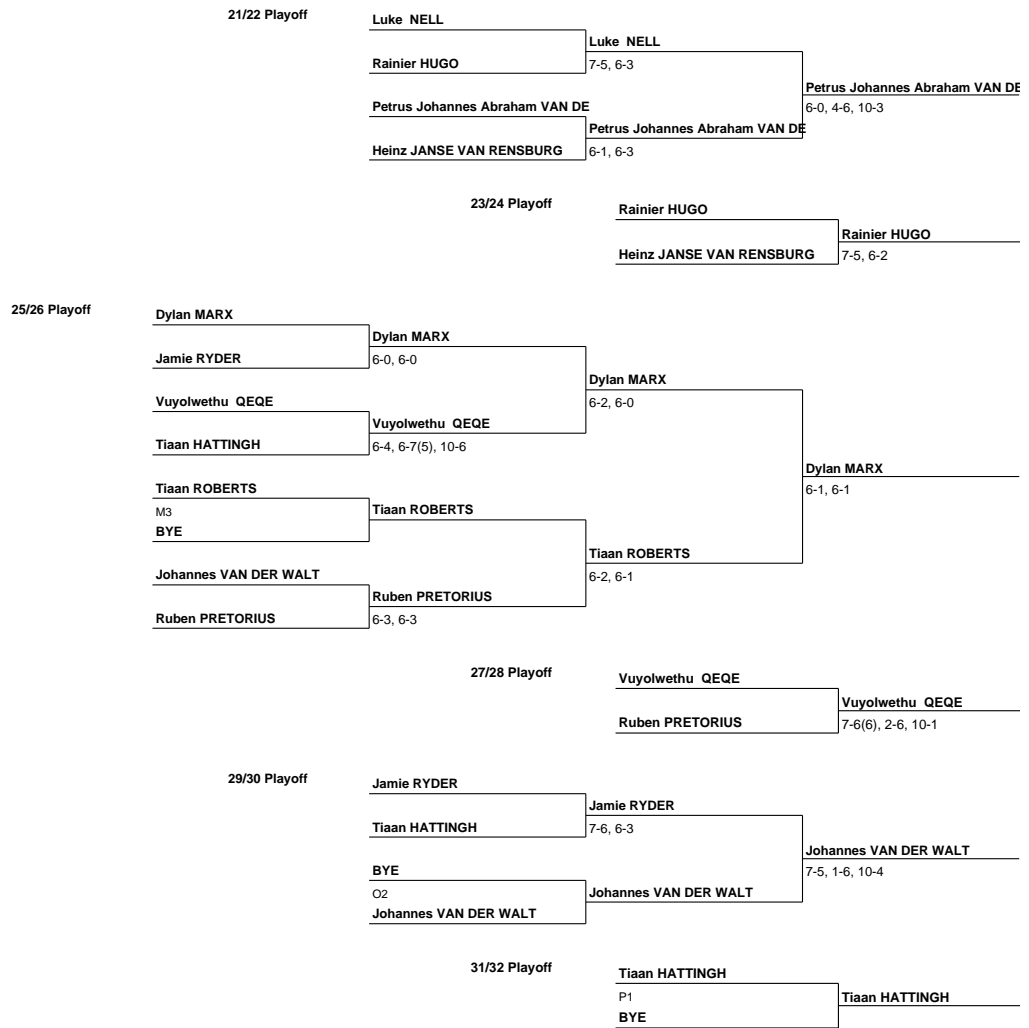 21/22 Playoff
Luke  NELL
Luke  NELL
Rainier HUGO
7-5, 6-3
Petrus Johannes Abraham VAN DE
6-0, 4-6, 10-3
Petrus Johannes Abraham VAN DE
Petrus Johannes Abraham VAN DE
Heinz JANSE VAN RENSBURG
6-1, 6-3
23/24 Playoff
Rainier HUGO
Rainier HUGO
Heinz JANSE VAN RENSBURG
7-5, 6-2
25/26 Playoff
Dylan MARX
Dylan MARX
Jamie RYDER
6-0, 6-0
Dylan MARX
6-2, 6-0
Vuyolwethu  QEQE
Vuyolwethu  QEQE
Tiaan HATTINGH
6-4, 6-7(5), 10-6
Dylan MARX
6-1, 6-1
Tiaan ROBERTS
M3
Tiaan ROBERTS
BYE
Tiaan ROBERTS
6-2, 6-1
Johannes VAN DER WALT
Ruben PRETORIUS
Ruben PRETORIUS
6-3, 6-3
27/28 Playoff
Vuyolwethu  QEQE
Vuyolwethu  QEQE
Ruben PRETORIUS
7-6(6), 2-6, 10-1
29/30 Playoff
Jamie RYDER
Jamie RYDER
Tiaan HATTINGH
7-6, 6-3
Johannes VAN DER WALT
7-5, 1-6, 10-4
BYE
O2
Johannes VAN DER WALT
Johannes VAN DER WALT
31/32 Playoff
Tiaan HATTINGH
P1
Tiaan HATTINGH
BYE